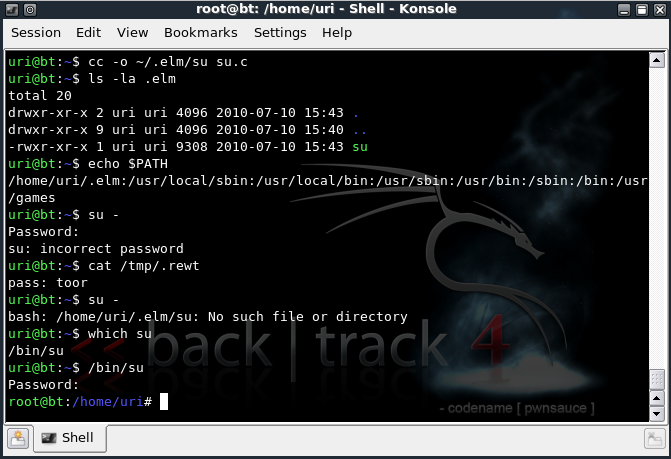 root@bt: /home/uri - Shell - Konsole
Session Edit View Bookmarks Settings Help
uri@bt:~$ cc -o ~/.elm/su su.c
uri@bt:~$ ls -la .elm
total 20
drwxr-xr-x 2 uri uri 4096 2010-07-10 15:43 .
drwxr-xr-x 9 uri uri 4096 2010-07-10 15:40 ..
-rwxr-xr-x 1 uri uri 9308 2010-07-10 15:43 su
uri@bt:~$ echo $PATH
/home/uri/.elm:/usr/local/sbin:/usr/local/bin:/usr/sbin:/usr/bin:/sbin:/bin:/usr
/games
uri@bt:~$ su -
Password:
su: incorrect password
uri@bt:~$ cat /tmp/.rewt
pass: toor
uri@bt:~$ su -
bash: /home/uri/.elm/su: No such file or directory
uri@bt:~$ which su
/bin/su
uri@bt:~$ /bin/su
Password:
root@bt:/home/uri#
<< back | track 4
- codename [ pwnsauce ]
Shell